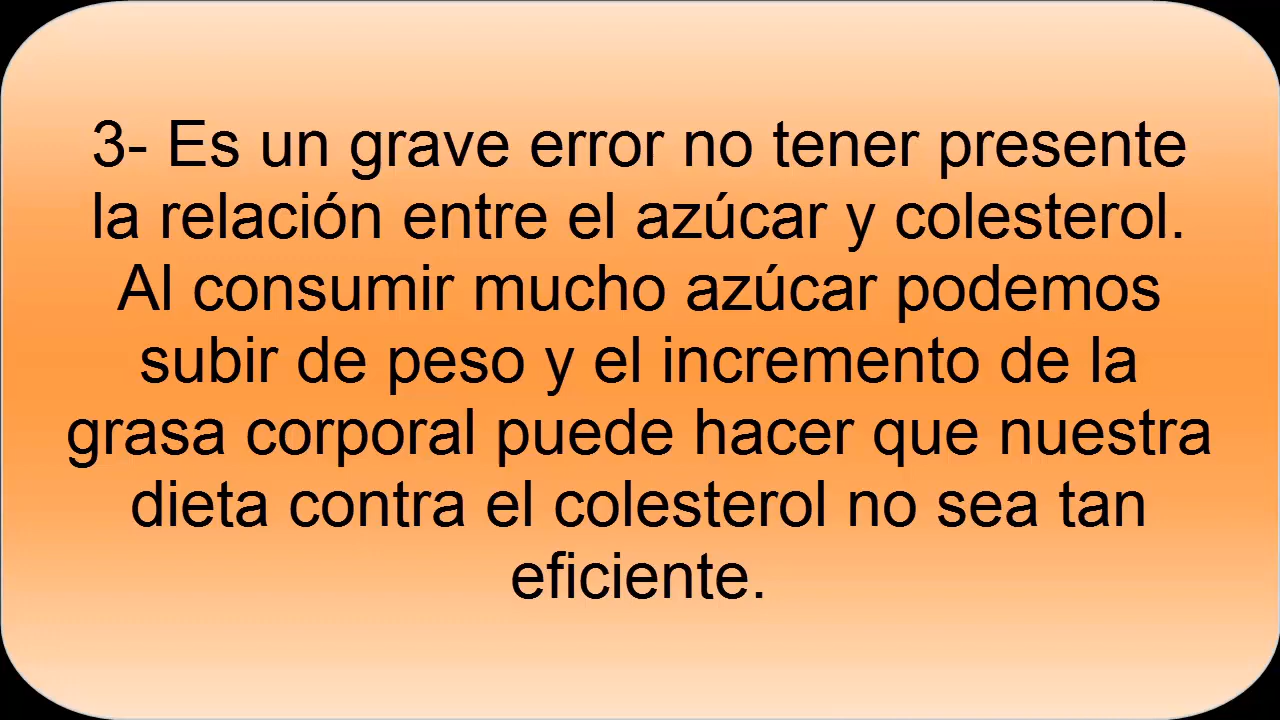 3- Es un grave error no tener presente
la relación entre el azúcar y colesterol.
Al consumir mucho azúcar podemos
subir de peso y el incremento de la
grasa corporal puede hacer que nuestra
dieta contra el colesterol no sea tan
eficiente.